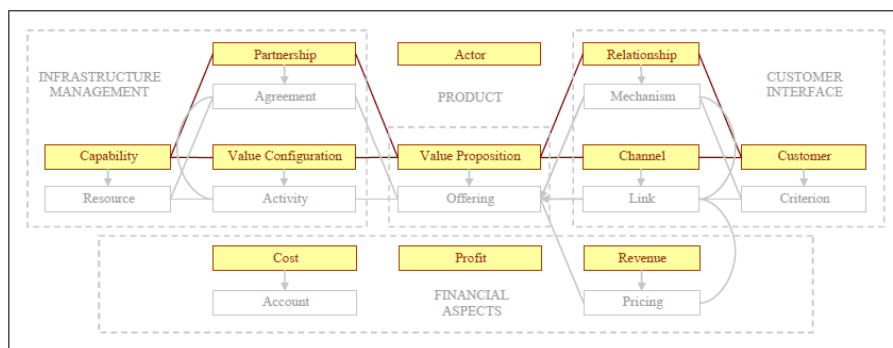 Partnership
Actor
Relationship
INFRASTRUCTURE
MANAGEMENT
CUSTOMER
INTERFACE
Agreement
PRODUCT
Mechanism
Capability
Value Configuration
Value Proposition
Channel
Customer
Resource
Activity
Offering
Link
Criterion
Cost
Profit
Revenue
Account
FINANCIAL
ASPECTS
Pricing